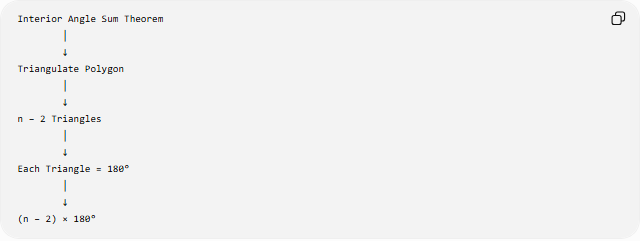 Interior Angle Sum Theorem
│
↓
Triangulate Polygon
│
↓
n − 2 Triangles
│
↓
Each Triangle = 180°
│
↓
(n − 2) × 180°